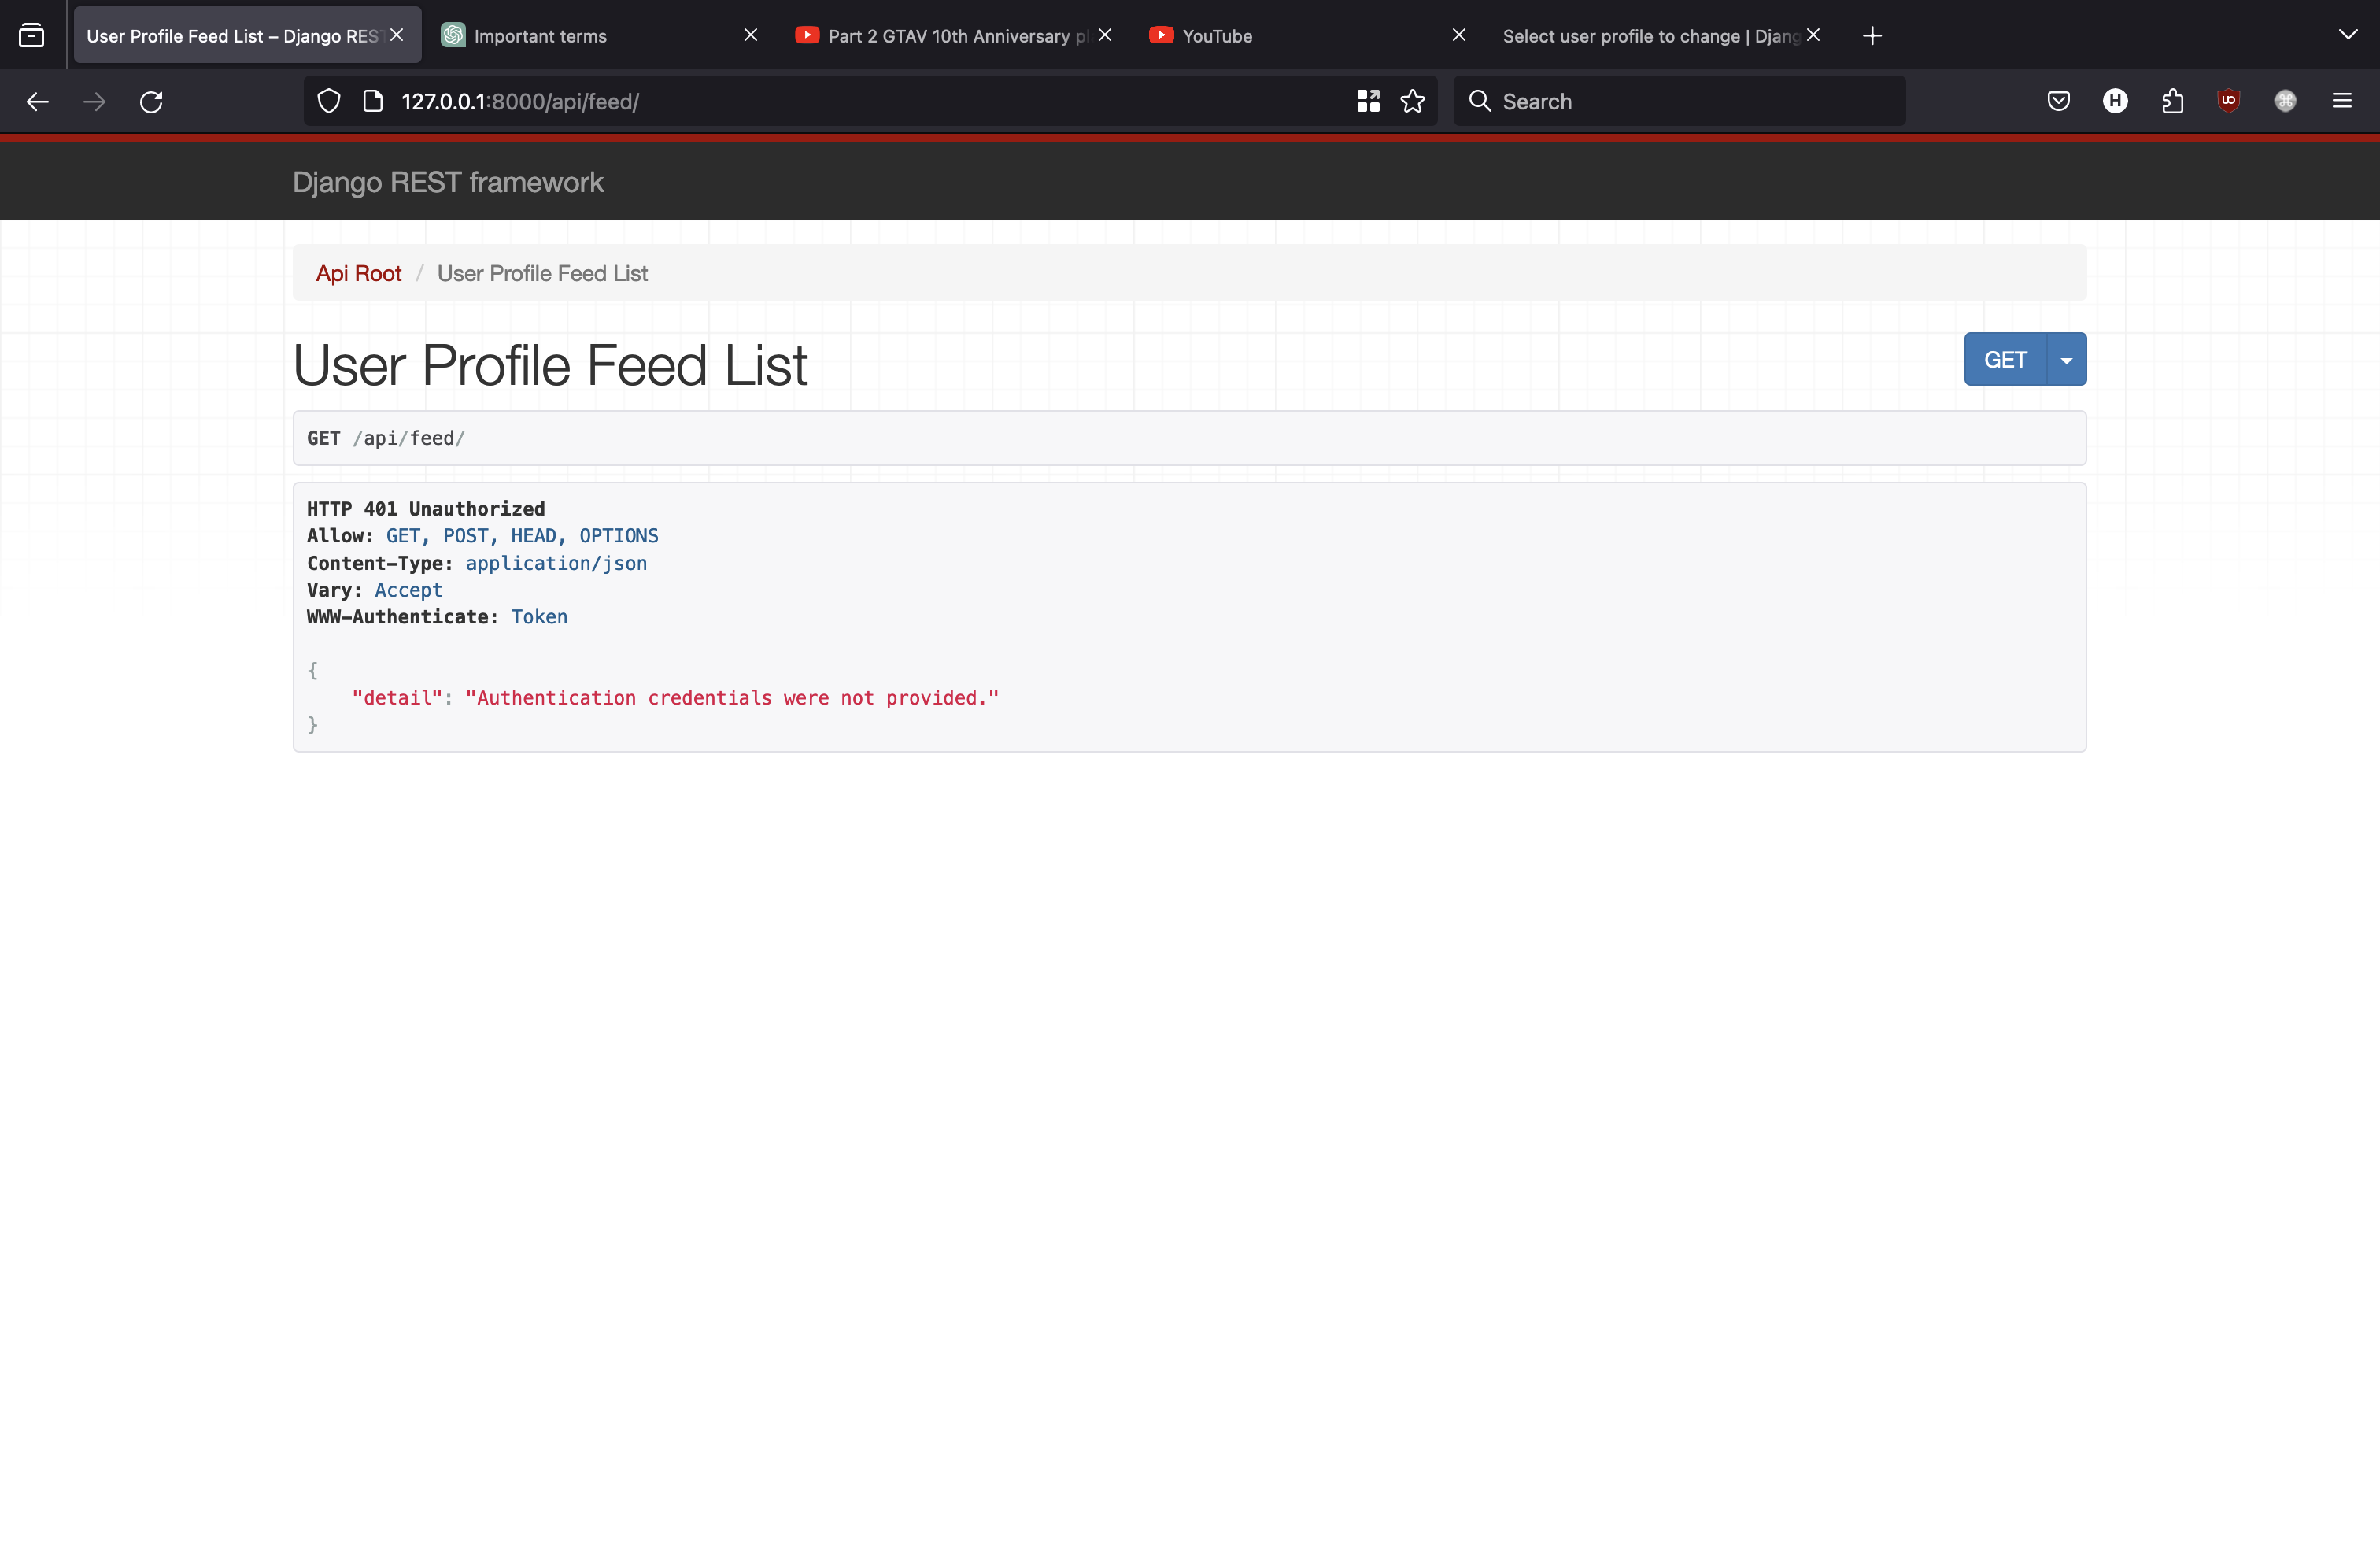 User Profile Feed List – Django RES
Important terms
Part 2 GTAV 10th Anniversary pl
YouTube
Select user profile to change | Djang
127.0.0.1:8000/api/feed/
Search
H
Django REST framework
Api Root / User Profile Feed List
User Profile Feed List
GET
GET /api/feed/
HTTP 401 Unauthorized
Allow: GET, POST, HEAD, OPTIONS
Content-Type: application/json
Vary: Accept
WWW-Authenticate: Token
{
"detail": "Authentication credentials were not provided."
}